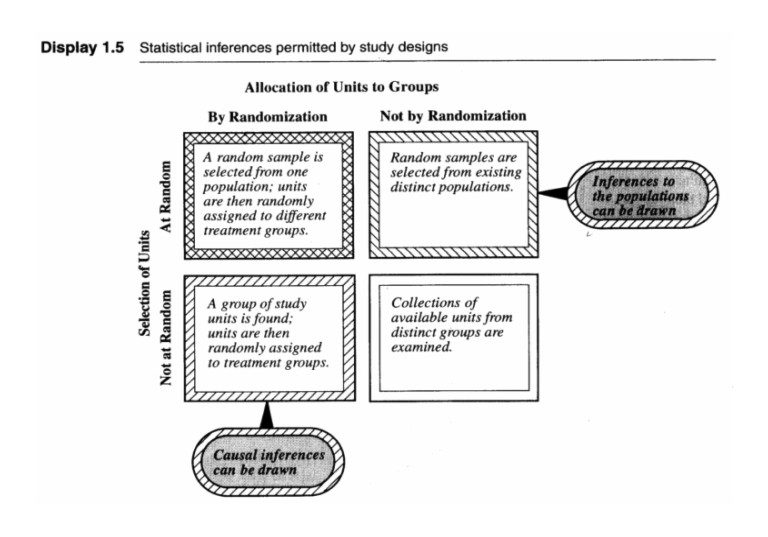 Display 1.5 Statistical inferences permitted by study designs
Allocation of Units to Groups
By Randomization Not by Randomization
Selection of Units
At Random
A random sample is
selected from one
population; units
are then randomly
assigned to different
treatment groups.
Random samples are
selected from existing
distinct populations.
Inferences to
the populations
can be drawn
Not at Random
A group of study
units is found;
units are then
randomly assigned
to treatment groups.
Collections of
available units from
distinct groups are
examined.
Causal inferences
can be drawn